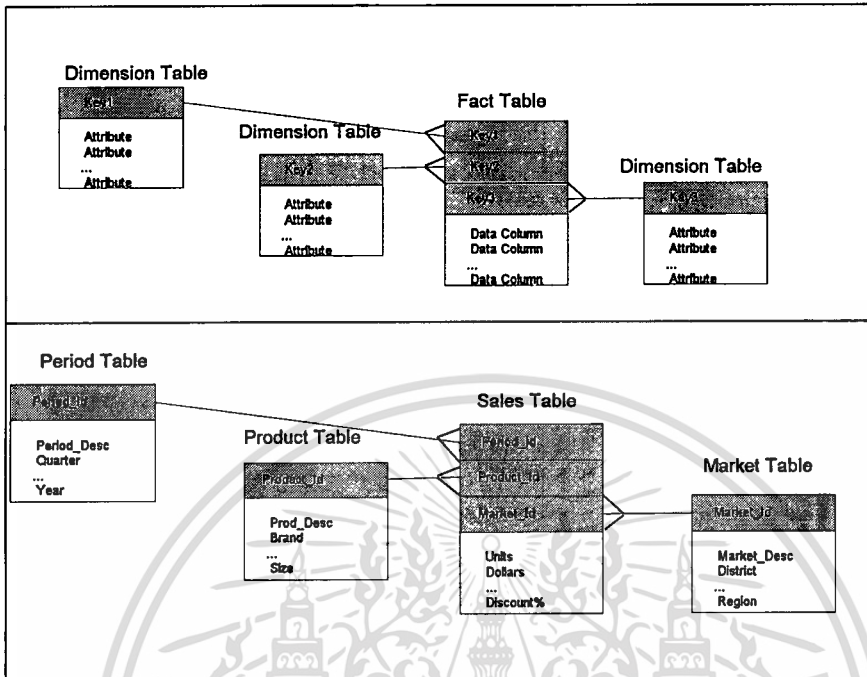 Dimension Table
Key1
Attribute
Attribute
...
Attribute
Dimension Table
Key2
Attribute
Attribute
...
Attribute
Fact Table
Key1
Key2
Key3
Data Column
Data Column
...
Data Column
Dimension Table
Key3
Attribute
Attribute
...
Attribute
Period Table
Period_Id
Period_Desc
Quarter
...
Year
Product Table
Product_Id
Prod_Desc
Brand
...
Size
Sales Table
Period_Id
Product_Id
Market_Id
Units
Dollars
...
Discount%
Market Table
Market_Id
Market_Desc
District
...
Region